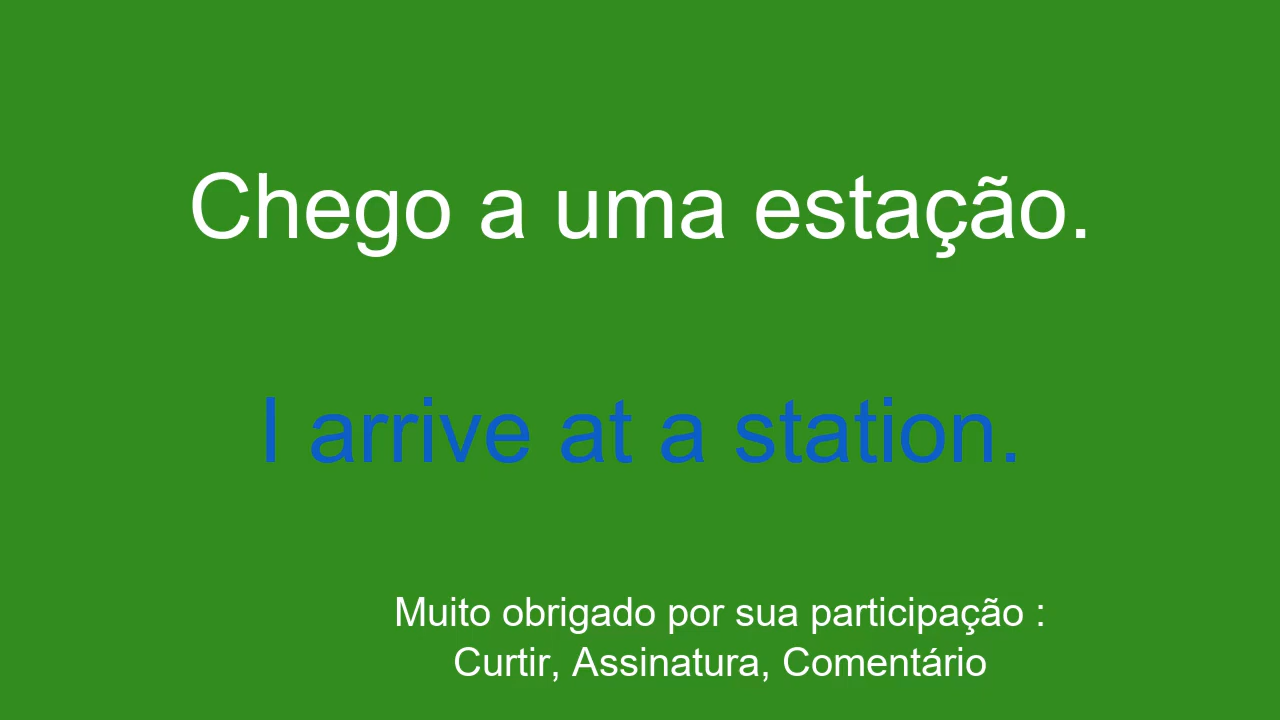 Chego a uma estação.
I arrive at a station.
Muito obrigado por sua participação :
Curtir, Assinatura, Comentário